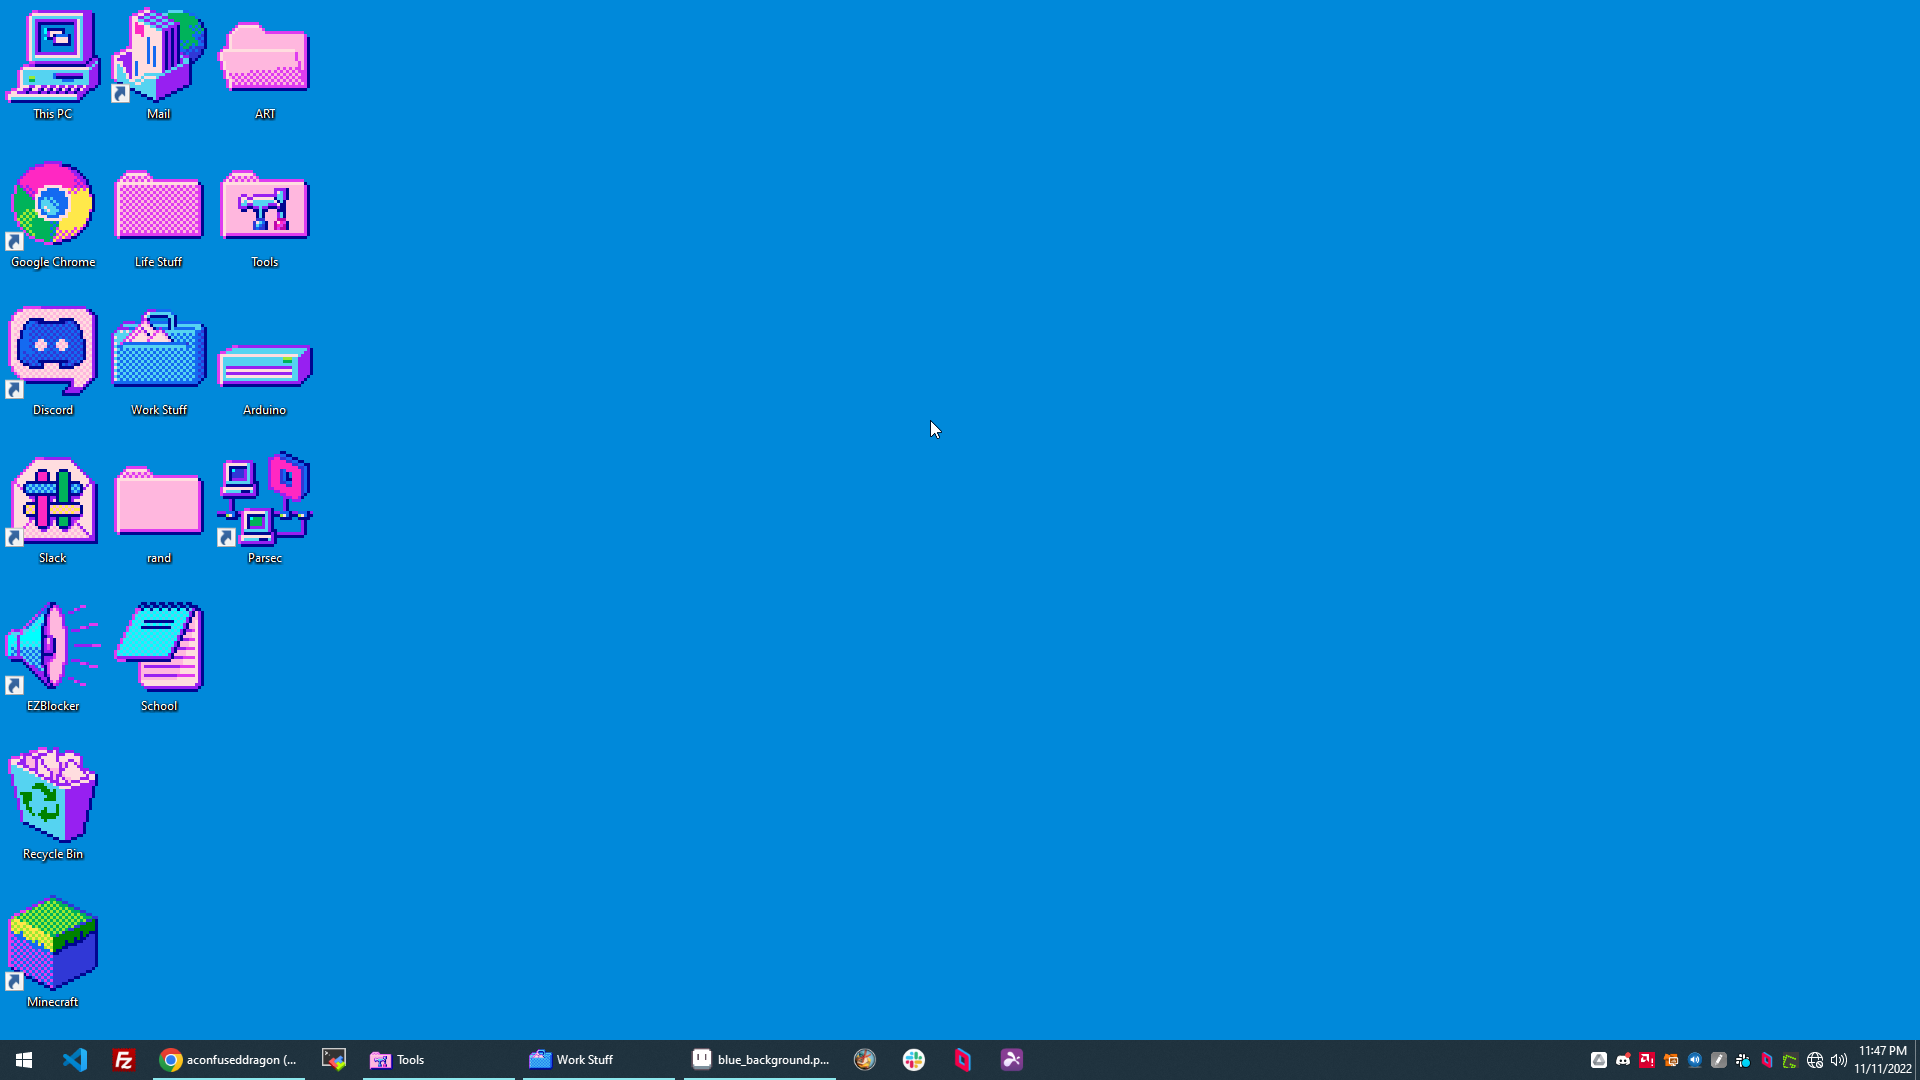 This PC
Mail
ART
Google Chrome
Life Stuff
Tools
Discord
Work Stuff
Arduino
Slack
rand
Parsec
EZBlocker
School
Recycle Bin
Minecraft
aconfuseddragon (...
Tools
Work Stuff
blue_background.p...
11:47 PM
11/11/2022